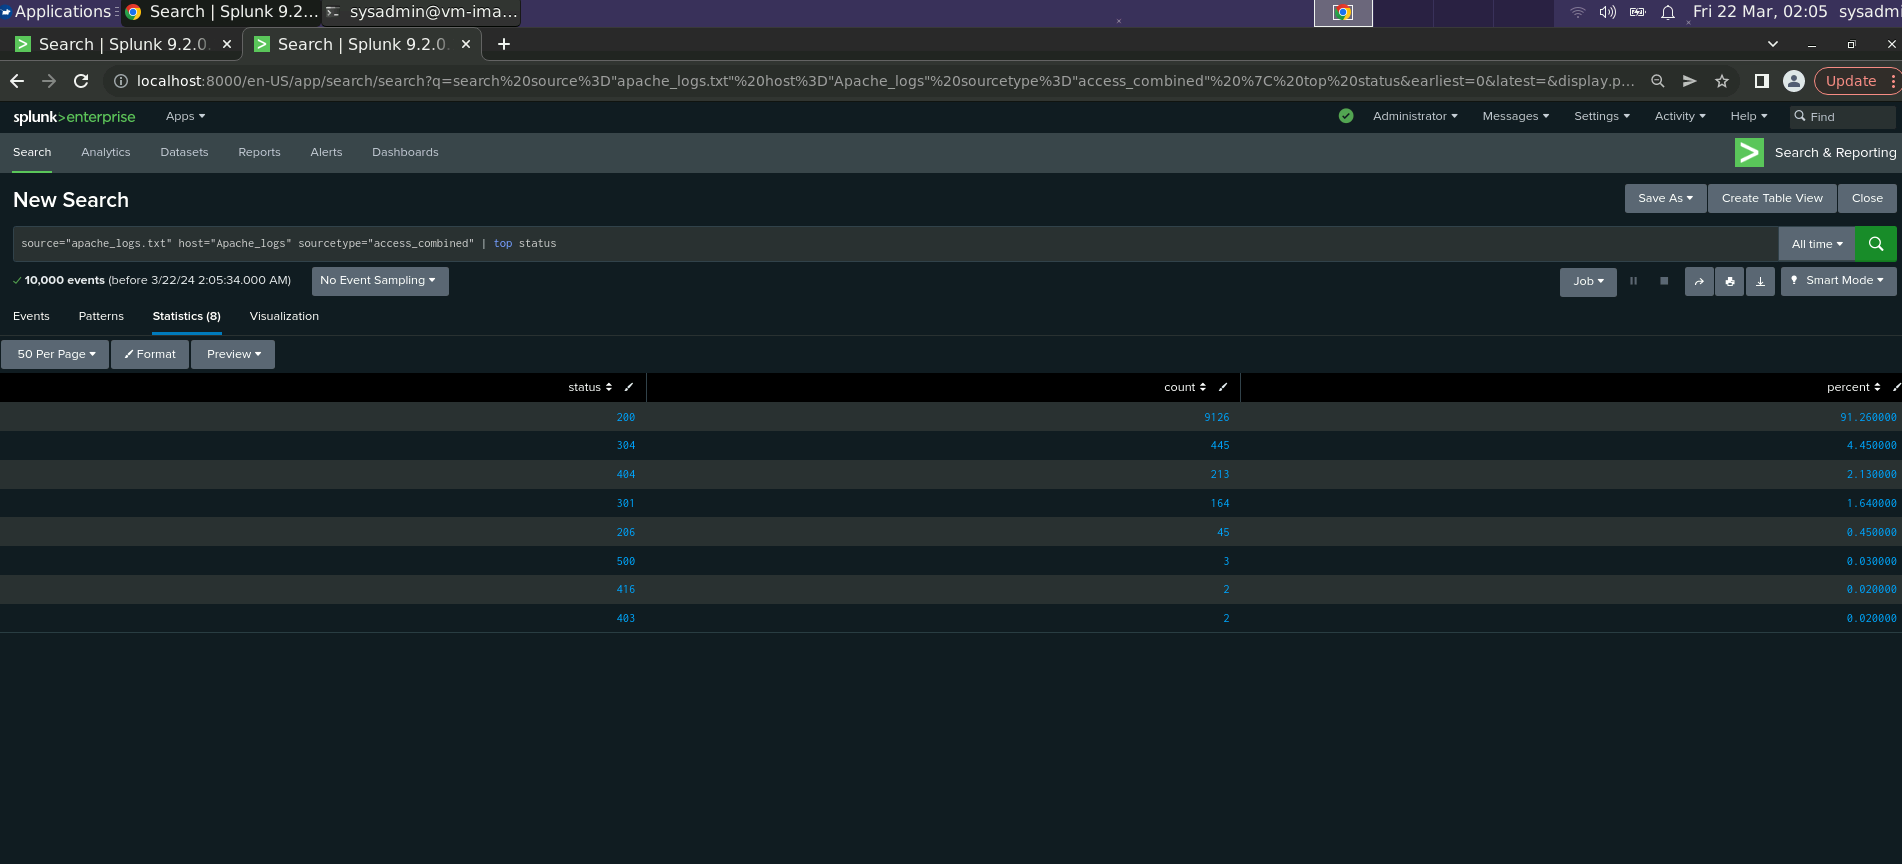 Applications Search | Splunk 9.2... sysadmin@vm-ima... Fri 22 Mar, 02:05 sysadmi
Search | Splunk 9.2.0. Search | Splunk 9.2.0.
localhost:8000/en-US/app/search/search?q=search%20source%3D"apache_logs.txt"%20host%3D"Apache_logs"%20sourcetype%3D"access_combined"%20%7C%20top%20status&earliest=0&latest=&display.p... Update
splunk>enterprise Apps Administrator Messages Settings Activity Help Find
Search Analytics Datasets Reports Alerts Dashboards Search & Reporting
New Search Save As Create Table View Close
source="apache_logs.txt" host="Apache_logs" sourcetype="access_combined" | top status All time
10,000 events (before 3/22/24 2:05:34.000 AM) No Event Sampling Job Smart Mode
Events Patterns Statistics (8) Visualization
50 Per Page Format Preview
status count percent
200 9126 91.260000
304 445 4.450000
404 213 2.130000
301 164 1.640000
206 45 0.450000
500 3 0.030000
416 2 0.020000
403 2 0.020000